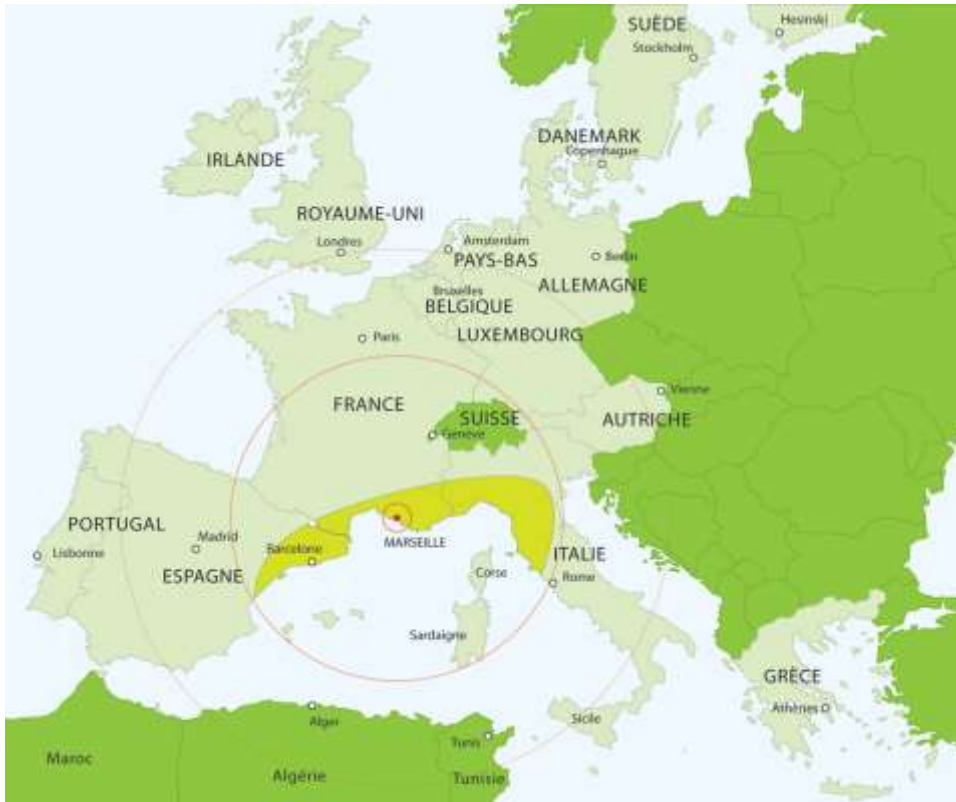 SUÈDE
Hesinski
Stockholm
DANEMARK
Copenhague
IRLANDE
ROYAUME-UNI
Londres
Amsterdam
PAYS-BAS
Berlin
ALLEMAGNE
Bruxelles
BELGIQUE
LUXEMBOURG
Paris
FRANCE
SUISSE
Genève
Vienne
AUTRICHE
PORTUGAL
Lisbonne
Madrid
ESPAGNE
Barcelone
MARSEILLE
ITALIE
Rome
Corse
Sardaigne
GRÈCE
Athènes
Sicile
Alger
Tunis
Maroc
Algérie
Tunisie